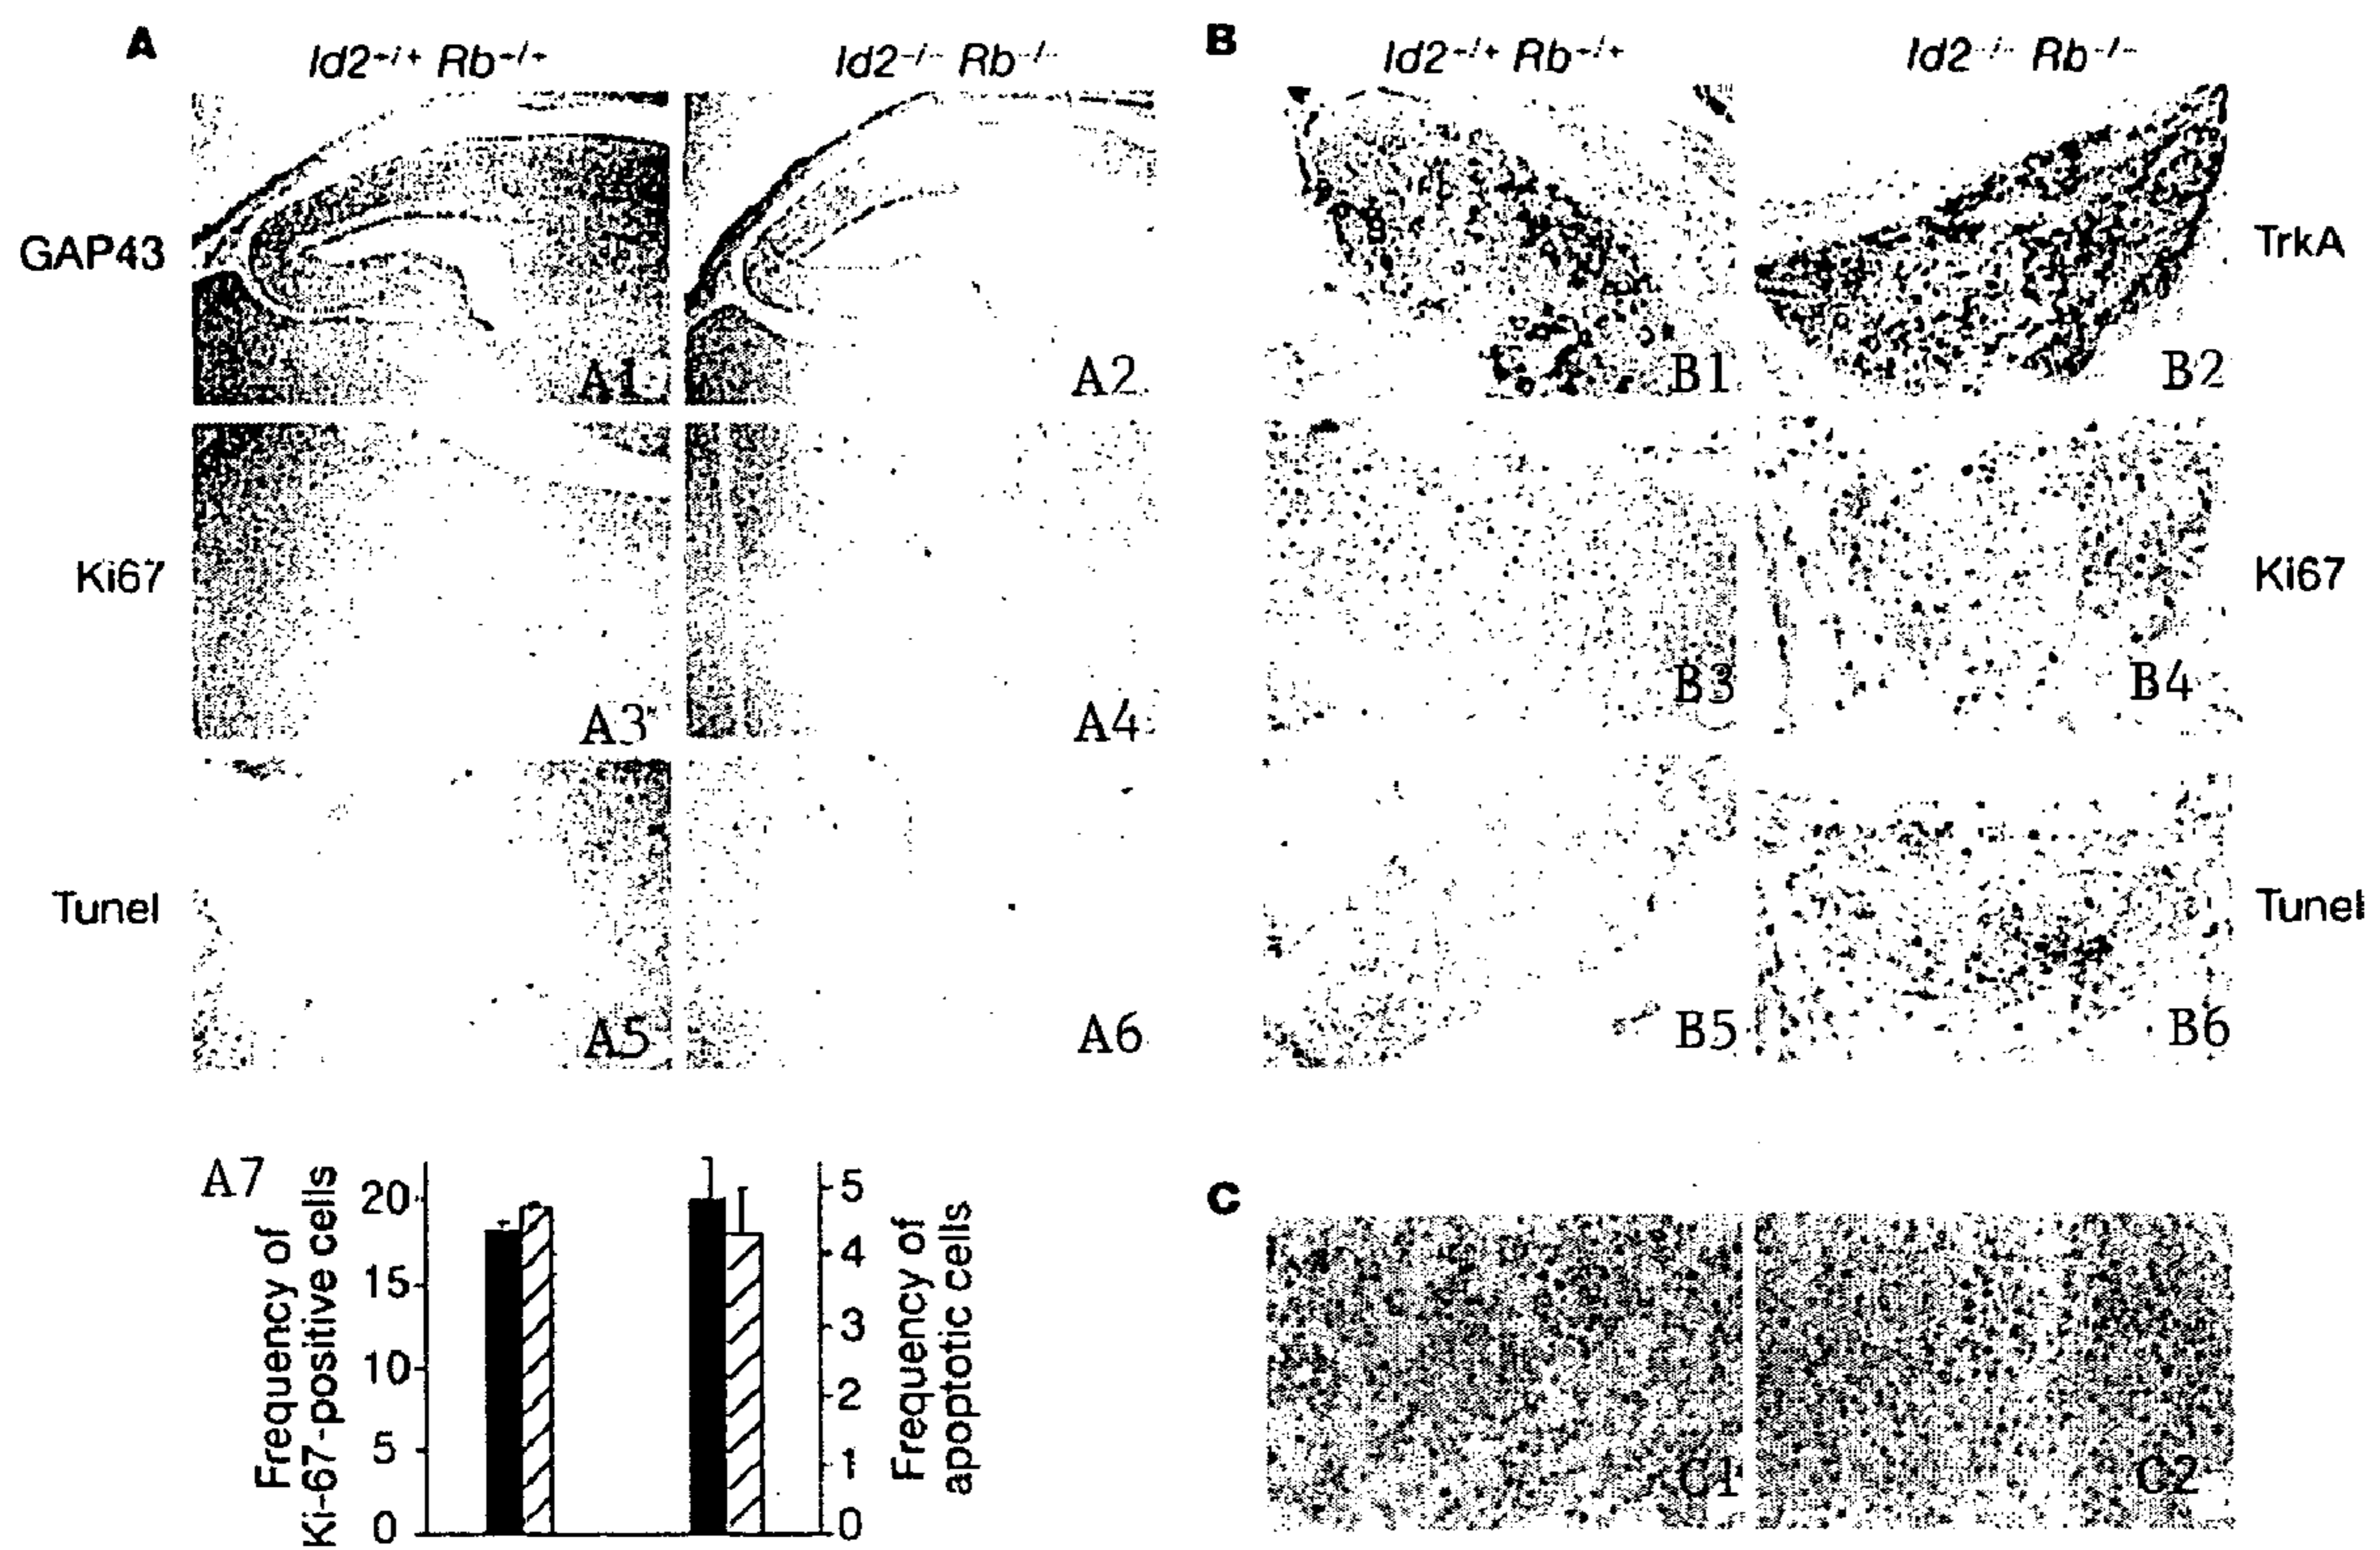 A
Id2+/+ Rb+/+
Id2-/- Rb-/-
B
Id2+/+ Rb+/+
Id2-/- Rb-/-
GAP43
A1
A2
B1
B2
TrkA
Ki67
A3
A4
B3
B4
Ki67
Tunel
A5
A6
B5
B6
Tunel
A7
Frequency of
Ki-67-positive cells
20
15
10
5
0
5
4
3
2
1
0
Frequency of
apoptotic cells
C
C1
C2